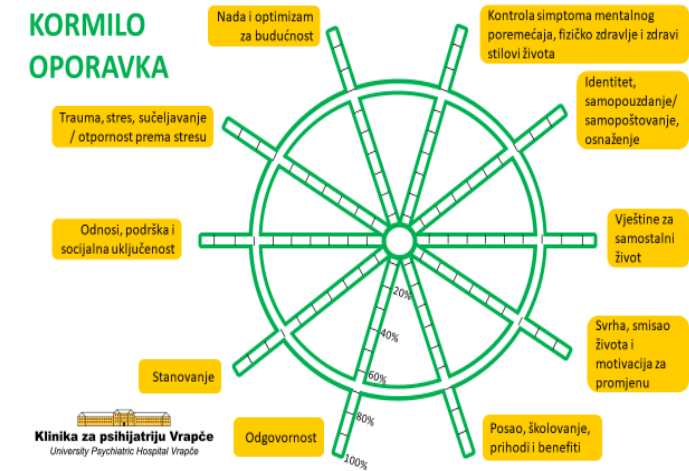 KORMILO
OPORAVKA
Nada i optimizam
za budućnost
Kontrola simptoma mentalnog
poremećaja, fizičko zdravlje i zdravi
stilovi života
Identitet,
samopouzdanje/
samopoštovanje,
osnaženje
Trauma, stres, sučeljavanje
/ otpornost prema stresu
Odnosi, podrška i
socijalna uključenost
Vještine za
samostalni
život
20%
40%
60%
80%
100%
Svrha, smisao
života i
motivacija za
promjenu
Stanovanje
Odgovornost
Posao, školovanje,
prihodi i benefiti
Klinika za psihijatriju Vrapče
University Psychiatric Hospital Vrapče